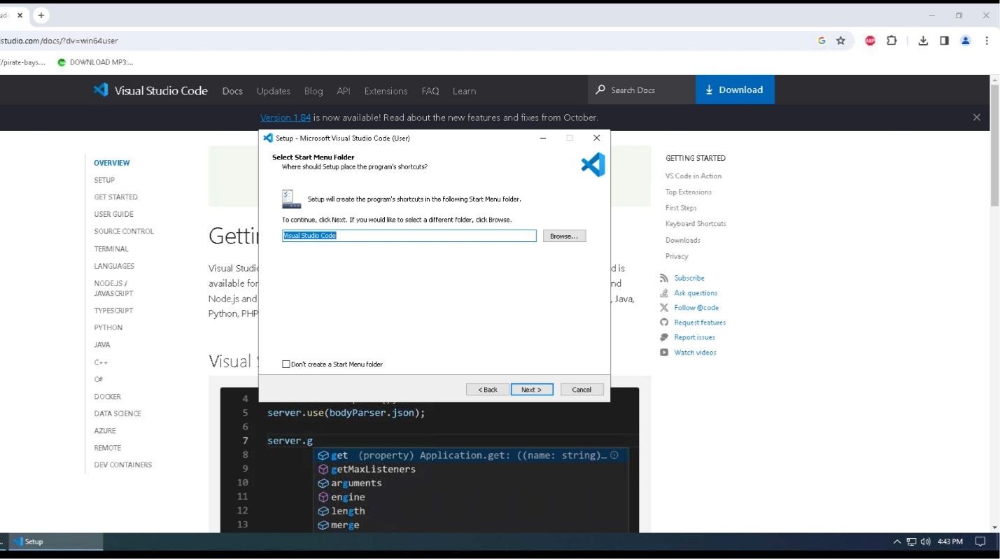 lstudio.com/docs/?dv=win64user
/pirate-bays....
DOWNLOAD MP3:...
Visual Studio Code Docs Updates Blog API Extensions FAQ Learn Search Docs Download
Version 1.84 is now available! Read about the new features and fixes from October.
Setup - Microsoft Visual Studio Code (User)
Select Start Menu Folder
Where should Setup place the program's shortcuts?
Setup will create the program's shortcuts in the following Start Menu folder.
To continue, click Next. If you would like to select a different folder, click Browse.
Visual Studio Code
Browse...
Don't create a Start Menu folder
< Back
Next >
Cancel
OVERVIEW
SETUP
GET STARTED
USER GUIDE
SOURCE CONTROL
TERMINAL
LANGUAGES
NODE.JS /
JAVASCRIPT
TYPESCRIPT
PYTHON
JAVA
C++
C#
DOCKER
DATA SCIENCE
AZURE
REMOTE
DEV CONTAINERS
Getti
Visual Studi d is
available for nd
Node.js and , Java,
Python, PHP
Visual
4
5 server.use(bodyParser.json);
6
7 server.g
8 get (property) Application.get: ((name: string)…
9 getMaxListeners
10 arguments
11 engine
12 length
13 merge
GETTING STARTED
VS Code in Action
Top Extensions
First Steps
Keyboard Shortcuts
Downloads
Privacy
Subscribe
Ask questions
Follow @code
Request features
Report issues
Watch videos
Setup
4:43 PM